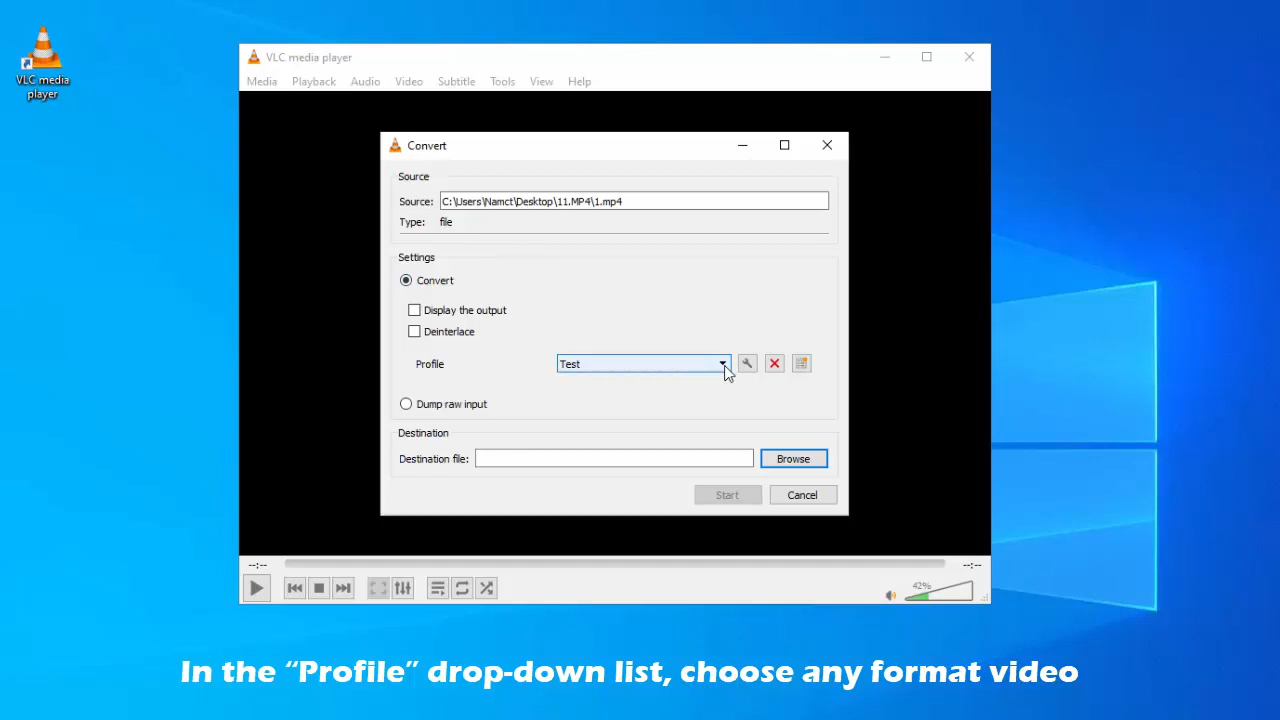 VLC media
player
VLC media player
Media Playback Audio Video Subtitle Tools View Help
Convert
Source
Source: C:\Users\Namct\Desktop\11.MP4\1.mp4
Type: file
Settings
Convert
Display the output
Deinterlace
Profile Test
Dump raw input
Destination
Destination file: Browse
Start Cancel
--:-- --:--
42%
In the “Profile” drop-down list, choose any format video